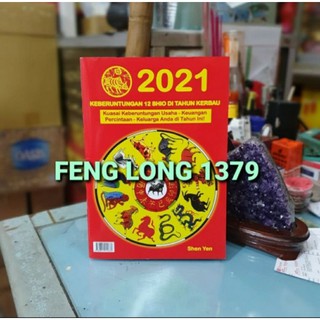 2021
KEBERUNTUNGAN 12 SHIO DI TAHUN KERBAU
Kuasai Keberuntungan Usaha - Keuangan
Percintaan - Keluarga Anda di Tahun Ini!
FENG LONG 1379
Shen Yen